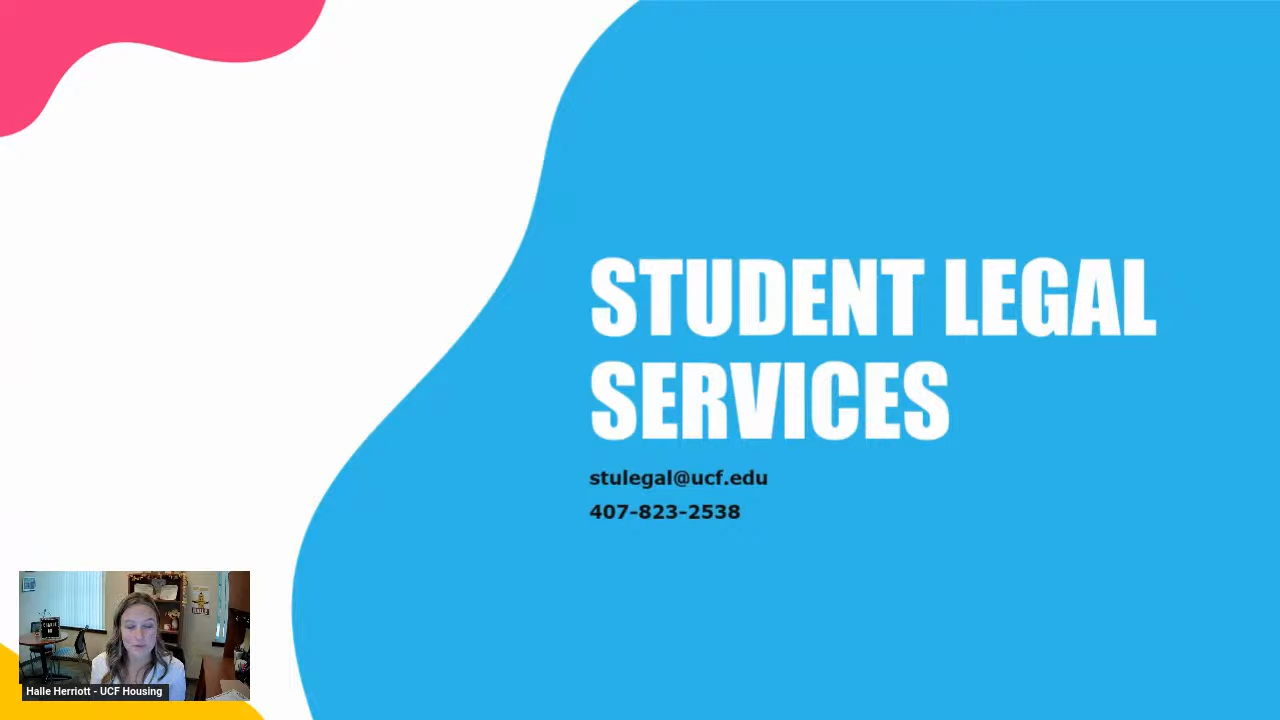 STUDENT LEGAL
SERVICES
stulegal@ucf.edu
407-823-2538
Halle Herriott - UCF Housing